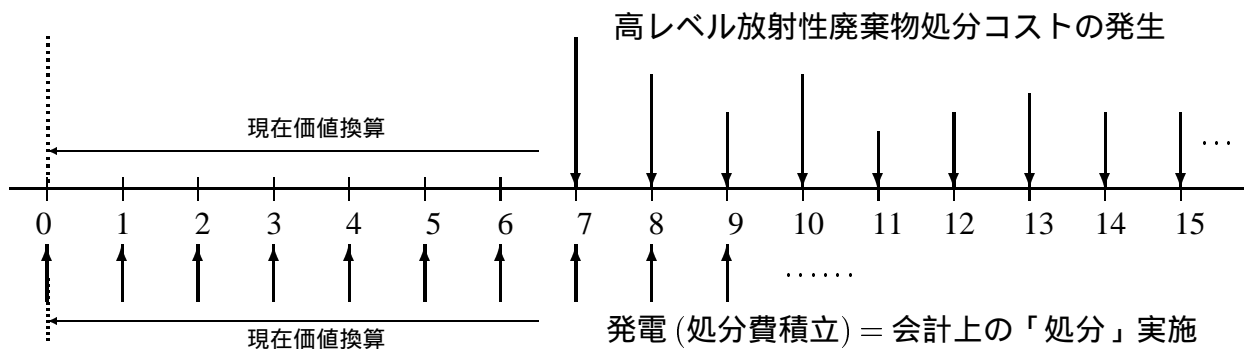 高レベル放射性廃棄物処分コストの発生
現在価値換算
...
0 1 2 3 4 5 6 7 8 9 10 11 12 13 14 15
......
現在価値換算
発電 (処分費積立) = 会計上の「処分」実施